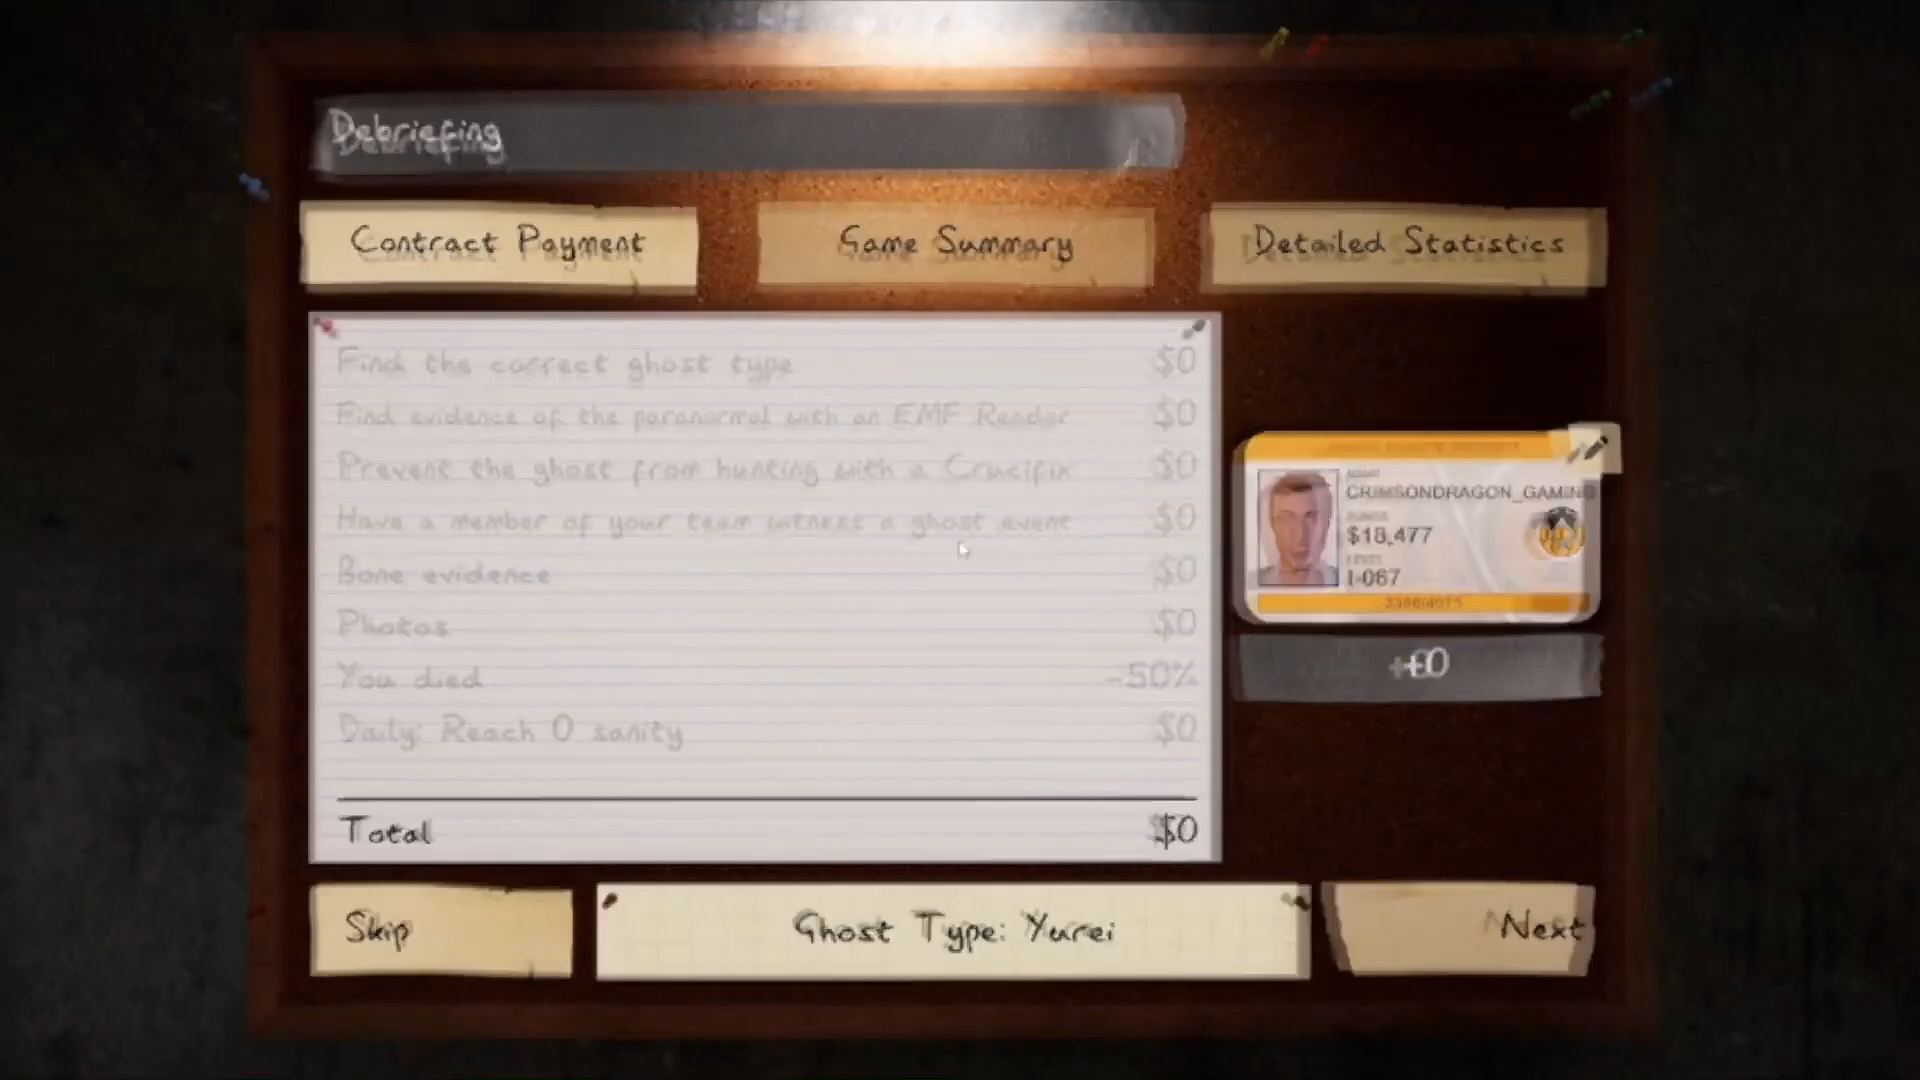 Debriefing
Contract Payment
Game Summary
Detailed Statistics
Find the correct ghost type $0
Find evidence of the paranormal with an EMF Reader $0
Prevent the ghost from hunting with a Crucifix $0
Have a member of your team witness a ghost event $0
Bone evidence $0
Photos $0
You died -50%
Daily: Reach 0 sanity $0
Total $0
CRIMSONDRAGON_GAMING
$18,477
LEVEL
I-067
Skip
Ghost Type: Yurei
Next